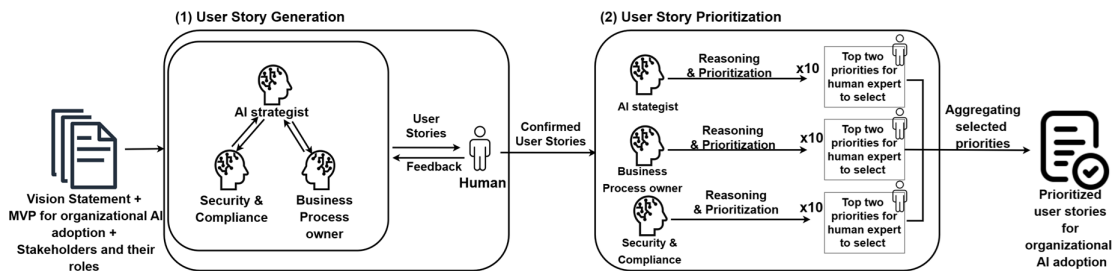 (1) User Story Generation
AI strategist
Security &
Compliance
Business
Process
owner
Vision Statement +
MVP for organizational AI
adoption +
Stakeholders and their
roles
User
Stories
Feedback
Human
Confirmed
User Stories
(2) User Story Prioritization
AI stategist
Reasoning
& Prioritization
x10
Top two
priorities for
human expert
to select
Business
Process owner
Reasoning
& Prioritization
x10
Top two
priorities for
human expert
to select
Security &
Compliance
Reasoning
& Prioritization
x10
Top two
priorities for
human expert
to select
Aggregating
selected
priorities
Prioritized
user stories
for
organizational
AI adoption